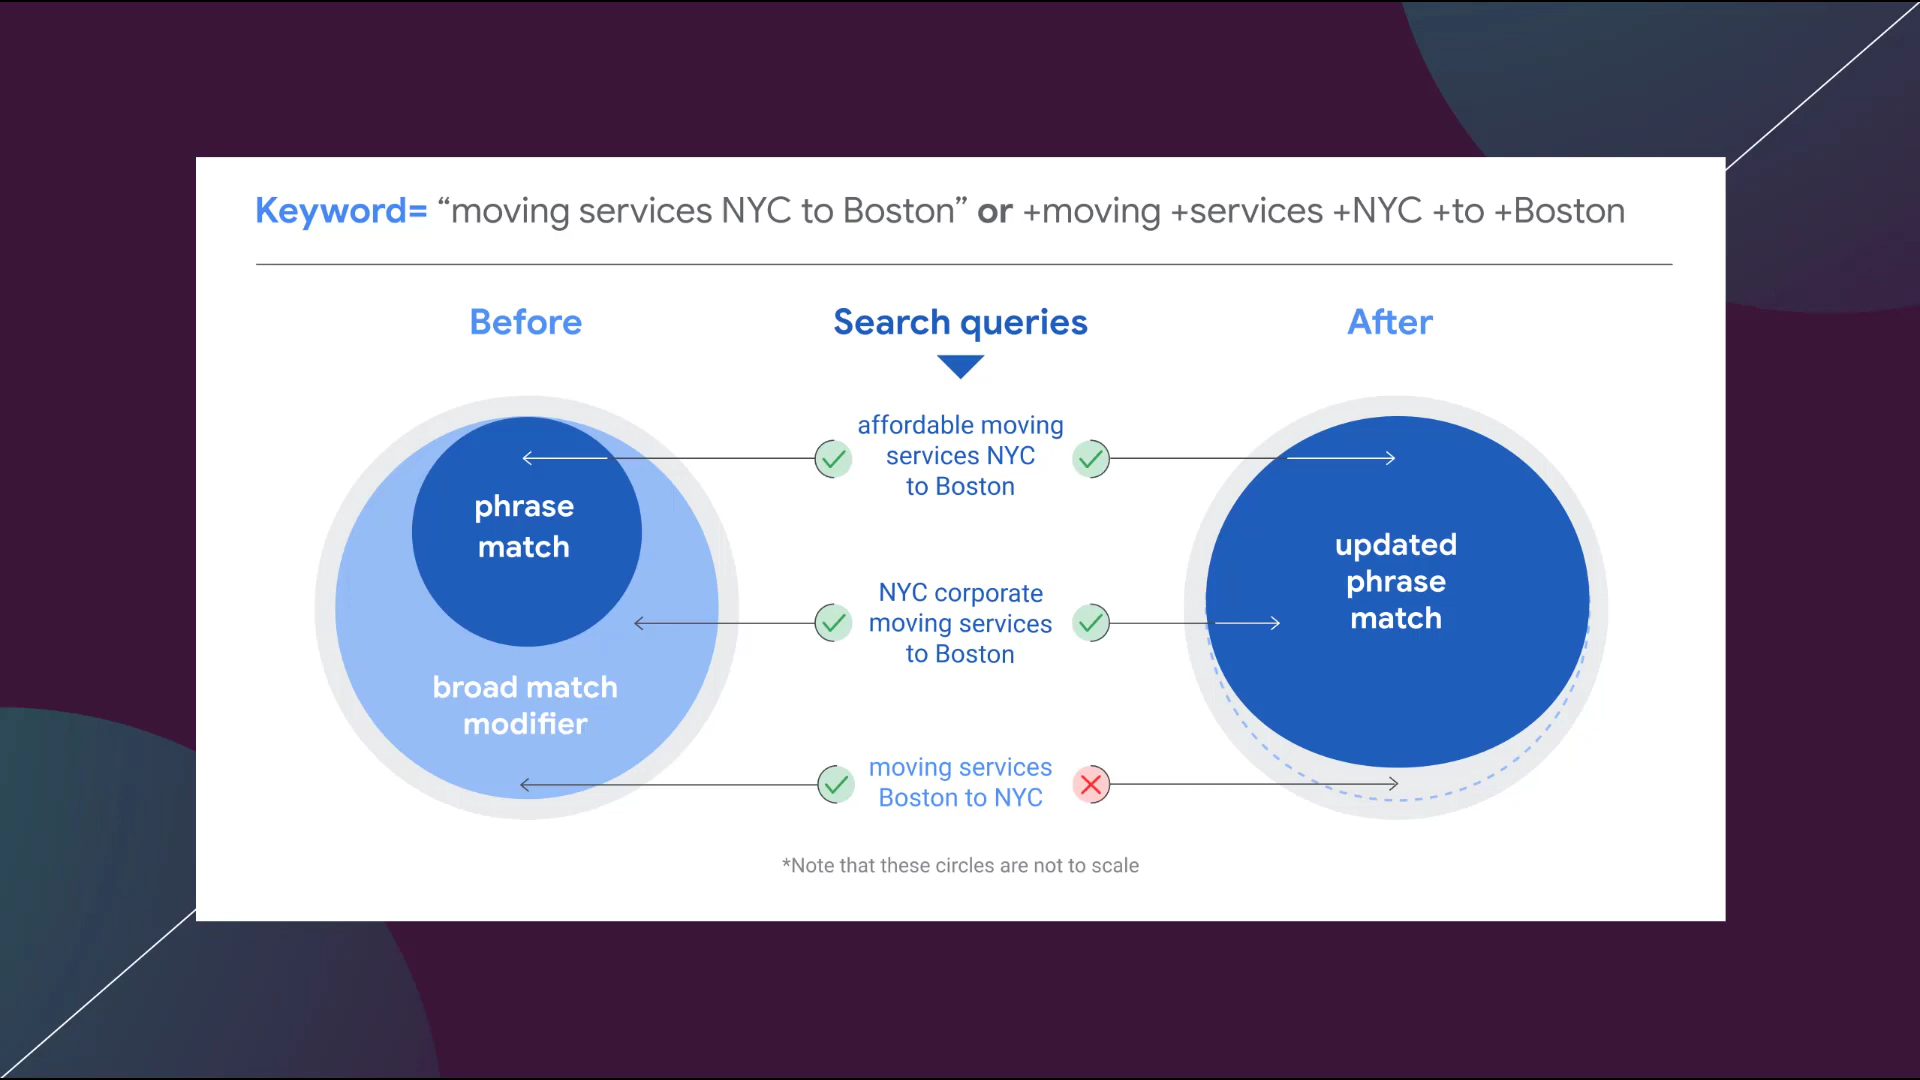 Keyword= “moving services NYC to Boston” or +moving +services +NYC +to +Boston
Before
Search queries
After
affordable moving
services NYC
to Boston
phrase
match
updated
phrase
match
NYC corporate
moving services
to Boston
broad match
modifier
moving services
Boston to NYC
*Note that these circles are not to scale